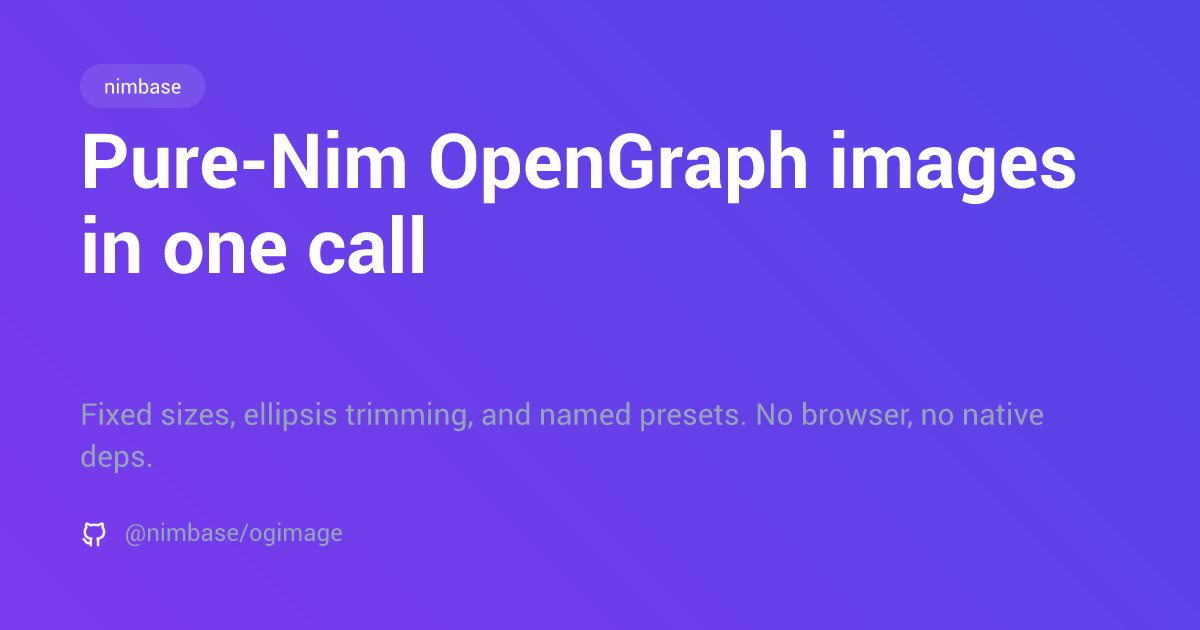 nimbase
Pure-Nim OpenGraph images
in one call
Fixed sizes, ellipsis trimming, and named presets. No browser, no native
deps.
@nimbase/ogimage